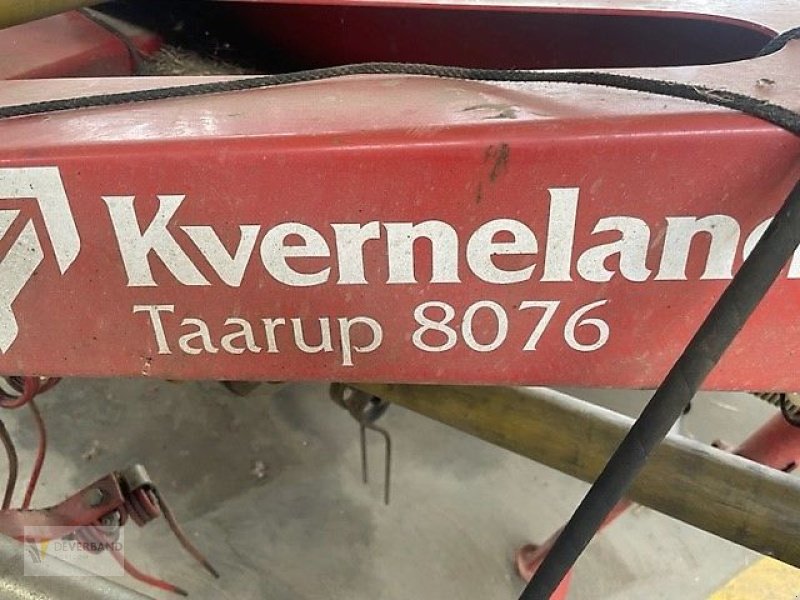 Kverneland
Taarup 8076
DEVERBAND